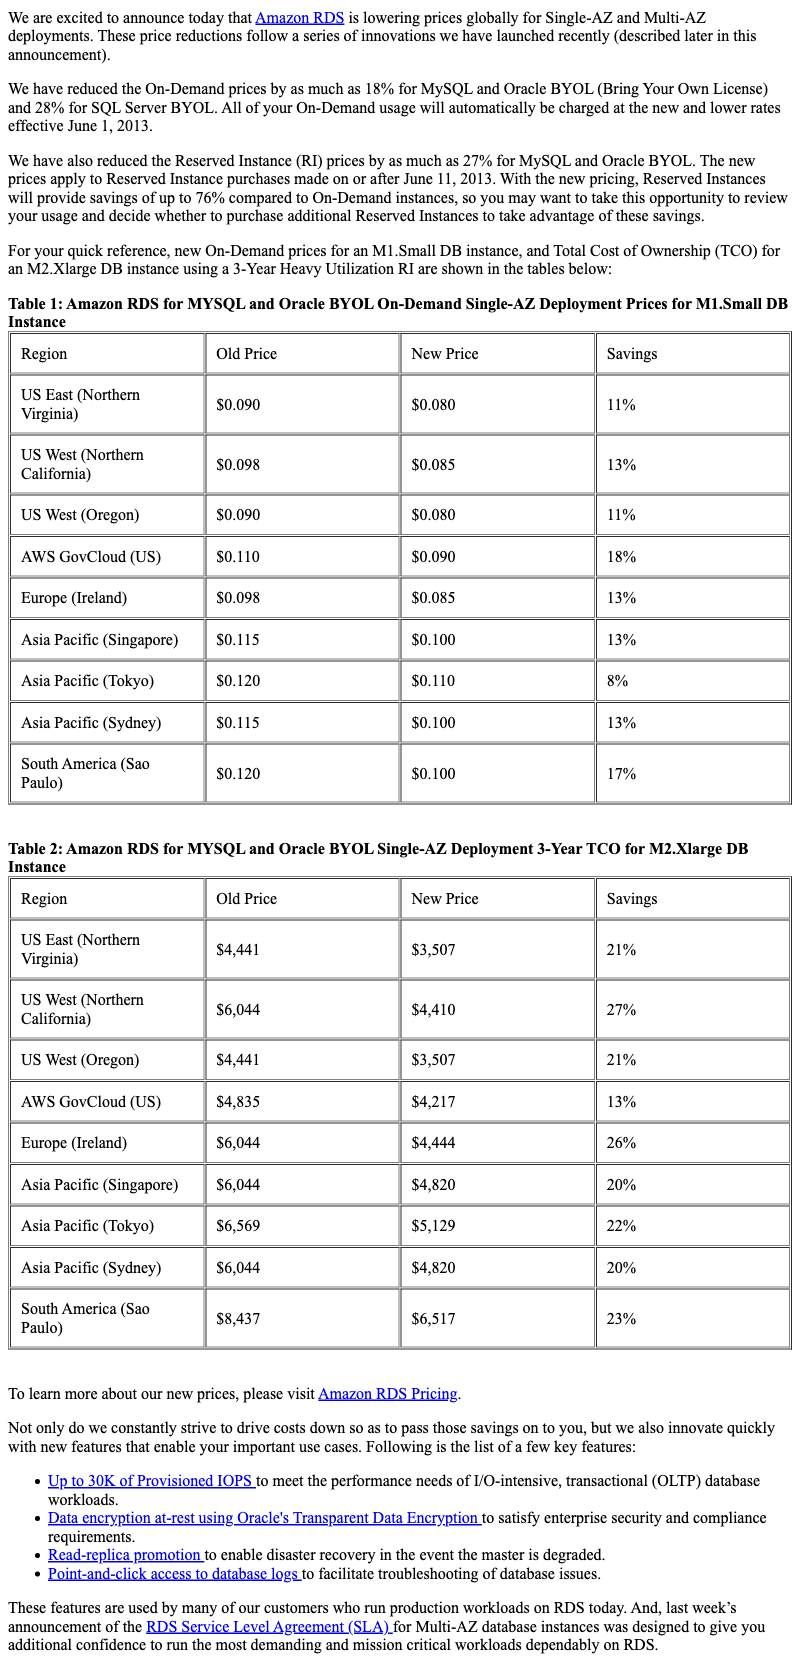 We are excited to announce today that Amazon RDS is lowering prices globally for Single-AZ and Multi-AZ
deployments. These price reductions follow a series of innovations we have launched recently (described later in this
announcement).
We have reduced the On-Demand prices by as much as 18% for MySQL and Oracle BYOL (Bring Your Own License)
and 28% for SQL Server BYOL. All of your On-Demand usage will automatically be charged at the new and lower rates
effective June 1, 2013.
We have also reduced the Reserved Instance (RI) prices by as much as 27% for MySQL and Oracle BYOL. The new
prices apply to Reserved Instance purchases made on or after June 11, 2013. With the new pricing, Reserved Instances
will provide savings of up to 76% compared to On-Demand instances, so you may want to take this opportunity to review
your usage and decide whether to purchase additional Reserved Instances to take advantage of these savings.
For your quick reference, new On-Demand prices for an M1.Small DB instance, and Total Cost of Ownership (TCO) for
an M2.Xlarge DB instance using a 3-Year Heavy Utilization RI are shown in the tables below:
Table 1: Amazon RDS for MYSQL and Oracle BYOL On-Demand Single-AZ Deployment Prices for M1.Small DB
Instance
Region Old Price New Price Savings
US East (Northern
Virginia) $0.090 $0.080 11%
US West (Northern
California) $0.098 $0.085 13%
US West (Oregon) $0.090 $0.080 11%
AWS GovCloud (US) $0.110 $0.090 18%
Europe (Ireland) $0.098 $0.085 13%
Asia Pacific (Singapore) $0.115 $0.100 13%
Asia Pacific (Tokyo) $0.120 $0.110 8%
Asia Pacific (Sydney) $0.115 $0.100 13%
South America (Sao
Paulo) $0.120 $0.100 17%
Table 2: Amazon RDS for MYSQL and Oracle BYOL Single-AZ Deployment 3-Year TCO for M2.Xlarge DB
Instance
Region Old Price New Price Savings
US East (Northern
Virginia) $4,441 $3,507 21%
US West (Northern
California) $6,044 $4,410 27%
US West (Oregon) $4,441 $3,507 21%
AWS GovCloud (US) $4,835 $4,217 13%
Europe (Ireland) $6,044 $4,444 26%
Asia Pacific (Singapore) $6,044 $4,820 20%
Asia Pacific (Tokyo) $6,569 $5,129 22%
Asia Pacific (Sydney) $6,044 $4,820 20%
South America (Sao
Paulo) $8,437 $6,517 23%
To learn more about our new prices, please visit Amazon RDS Pricing.
Not only do we constantly strive to drive costs down so as to pass those savings on to you, but we also innovate quickly
with new features that enable your important use cases. Following is the list of a few key features:
• Up to 30K of Provisioned IOPS to meet the performance needs of I/O-intensive, transactional (OLTP) database
workloads.
• Data encryption at-rest using Oracle's Transparent Data Encryption to satisfy enterprise security and compliance
requirements.
• Read-replica promotion to enable disaster recovery in the event the master is degraded.
• Point-and-click access to database logs to facilitate troubleshooting of database issues.
These features are used by many of our customers who run production workloads on RDS today. And, last week’s
announcement of the RDS Service Level Agreement (SLA) for Multi-AZ database instances was designed to give you
additional confidence to run the most demanding and mission critical workloads dependably on RDS.